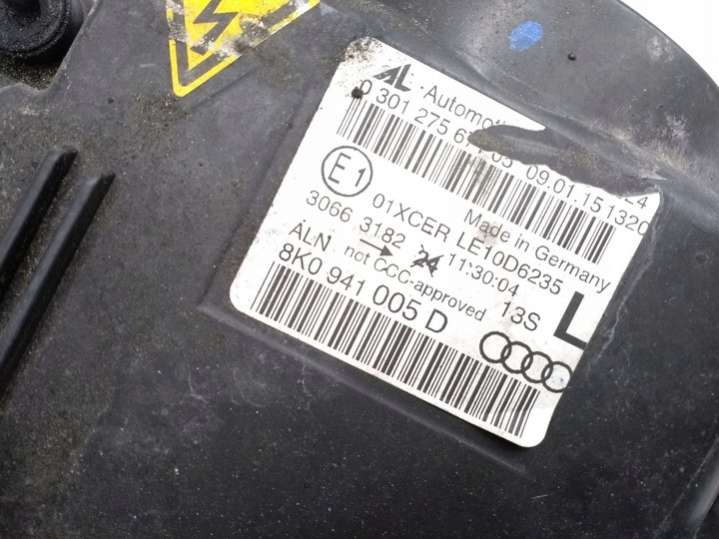 AL
0 301 275 6
09.01.151320
Made in Germany
E1
01XCER LE10D6235
3066 3182 24 11:30:04
ALN not CCC-approved 13S L
8K0 941 005 D